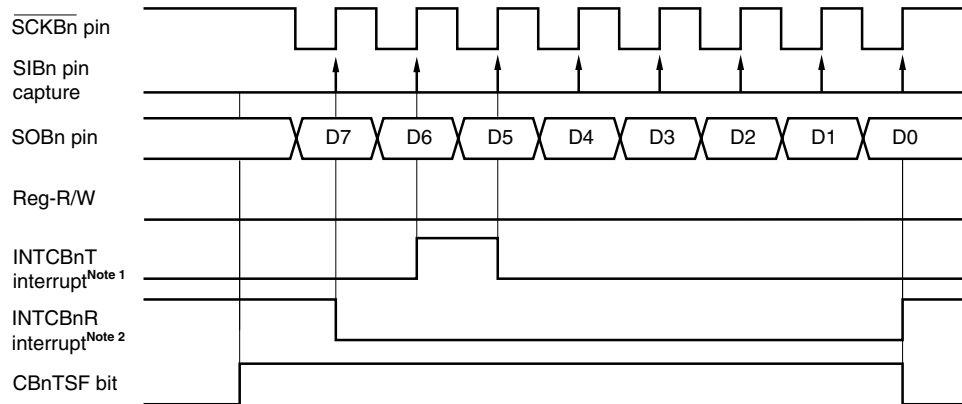 SCKBn pin
SIBn pin
capture
SOBn pin
D7 D6 D5 D4 D3 D2 D1 D0
Reg-R/W
INTCBnT
interruptNote 1
INTCBnR
interruptNote 2
CBnTSF bit